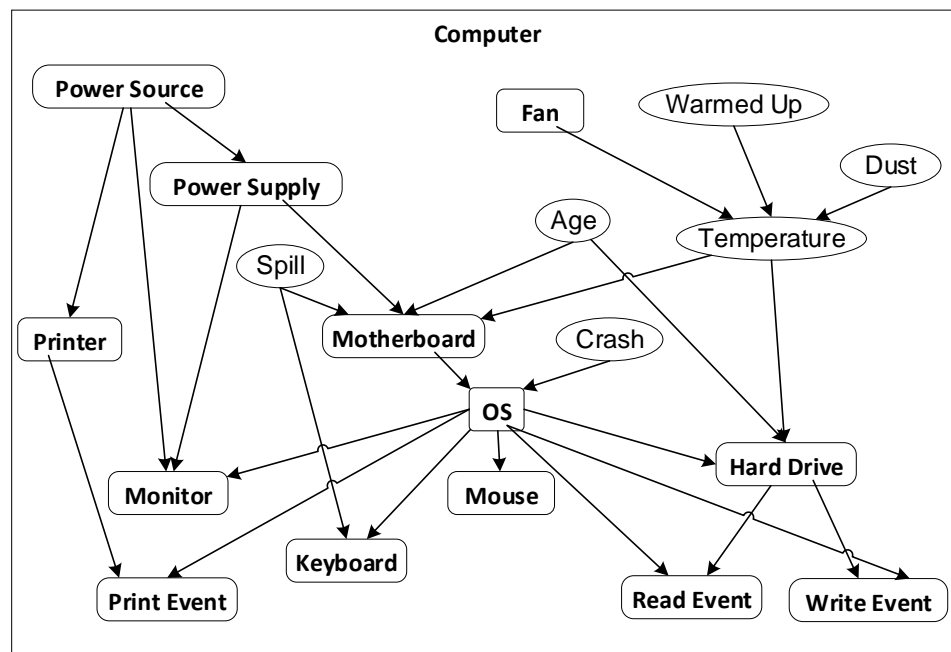 Computer
Power Source
Fan
Warmed Up
Power Supply
Dust
Age
Temperature
Spill
Printer
Motherboard
Crash
OS
Monitor
Mouse
Hard Drive
Keyboard
Print Event
Read Event
Write Event